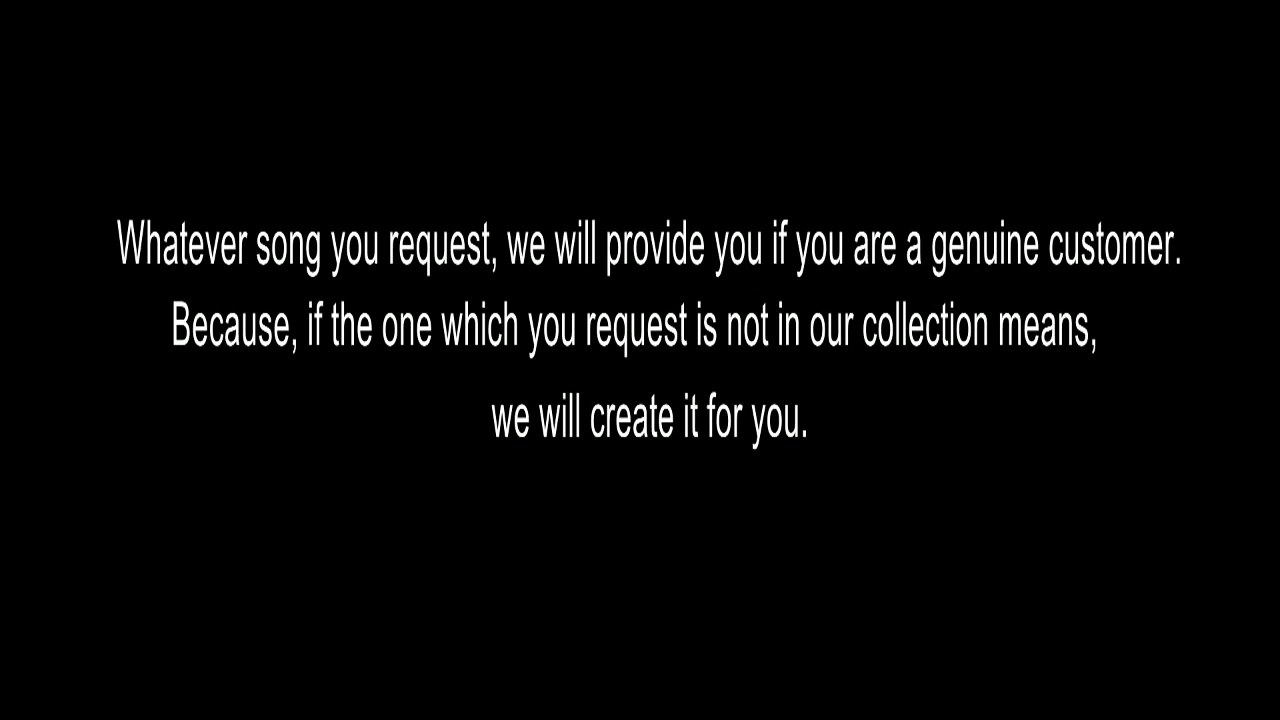 Whatever song you request, we will provide you if you are a genuine customer.
Because, if the one which you request is not in our collection means,
we will create it for you.